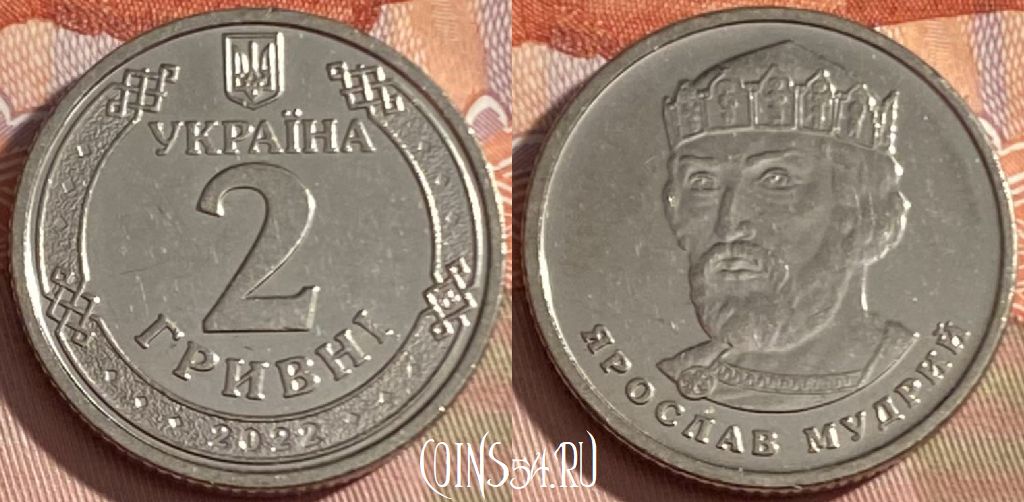 УКРАЇНА
2
ГРИВНІ
2022
ЯРОСЛАВ МУДРИЙ
COINS54.RU